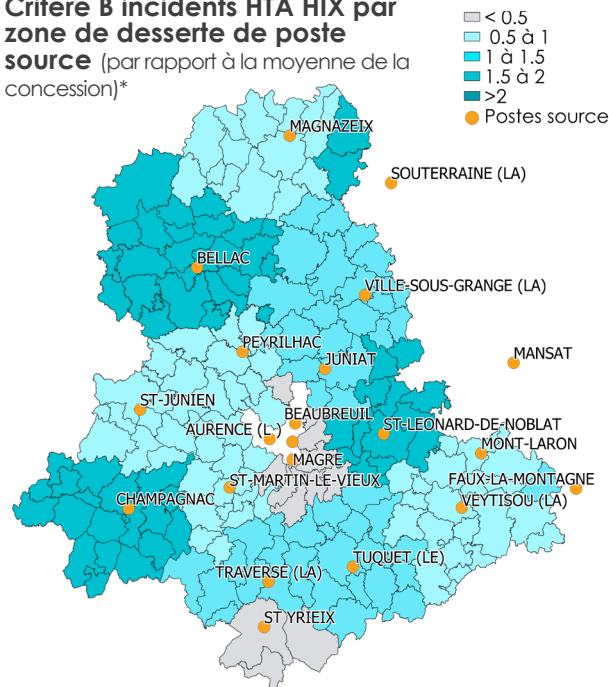 Critère B incidents HTA HIX par
zone de desserte de poste
source (par rapport à la moyenne de la
concession)*
< 0.5
0.5 à 1
1 à 1.5
1.5 à 2
>2
Postes source
MAGNAZEIX
SOUTERRAINE (LA)
BELLAC
VILLE-SOUS-GRANGE (LA)
PEYRILHAC
JUNIAT
MANSAT
ST-JUNIEN
BEAUBREUIL
AURENCE (L')
ST-LEONARD-DE-NOBLAT
MONT-LARON
MAGRE
ST-MARTIN-LE-VIEUX
FAUX-LA-MONTAGNE
CHAMPAGNAC
VEYTISOU (LA)
TUQUET (LE)
TRAVERSE (LA)
ST YRIEIX